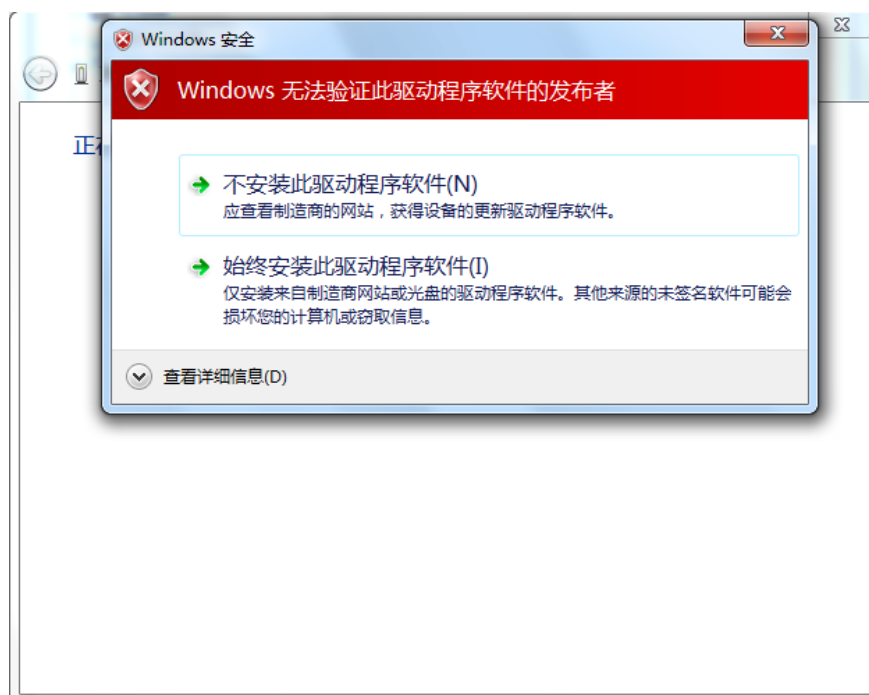 Windows 安全
Windows 无法验证此驱动程序软件的发布者
正在
不安装此驱动程序软件(N)
应查看制造商的网站，获得设备的更新驱动程序软件。
始终安装此驱动程序软件(I)
仅安装来自制造商网站或光盘的驱动程序软件。其他来源的未签名软件可能会
损坏您的计算机或窃取信息。
查看详细信息(D)